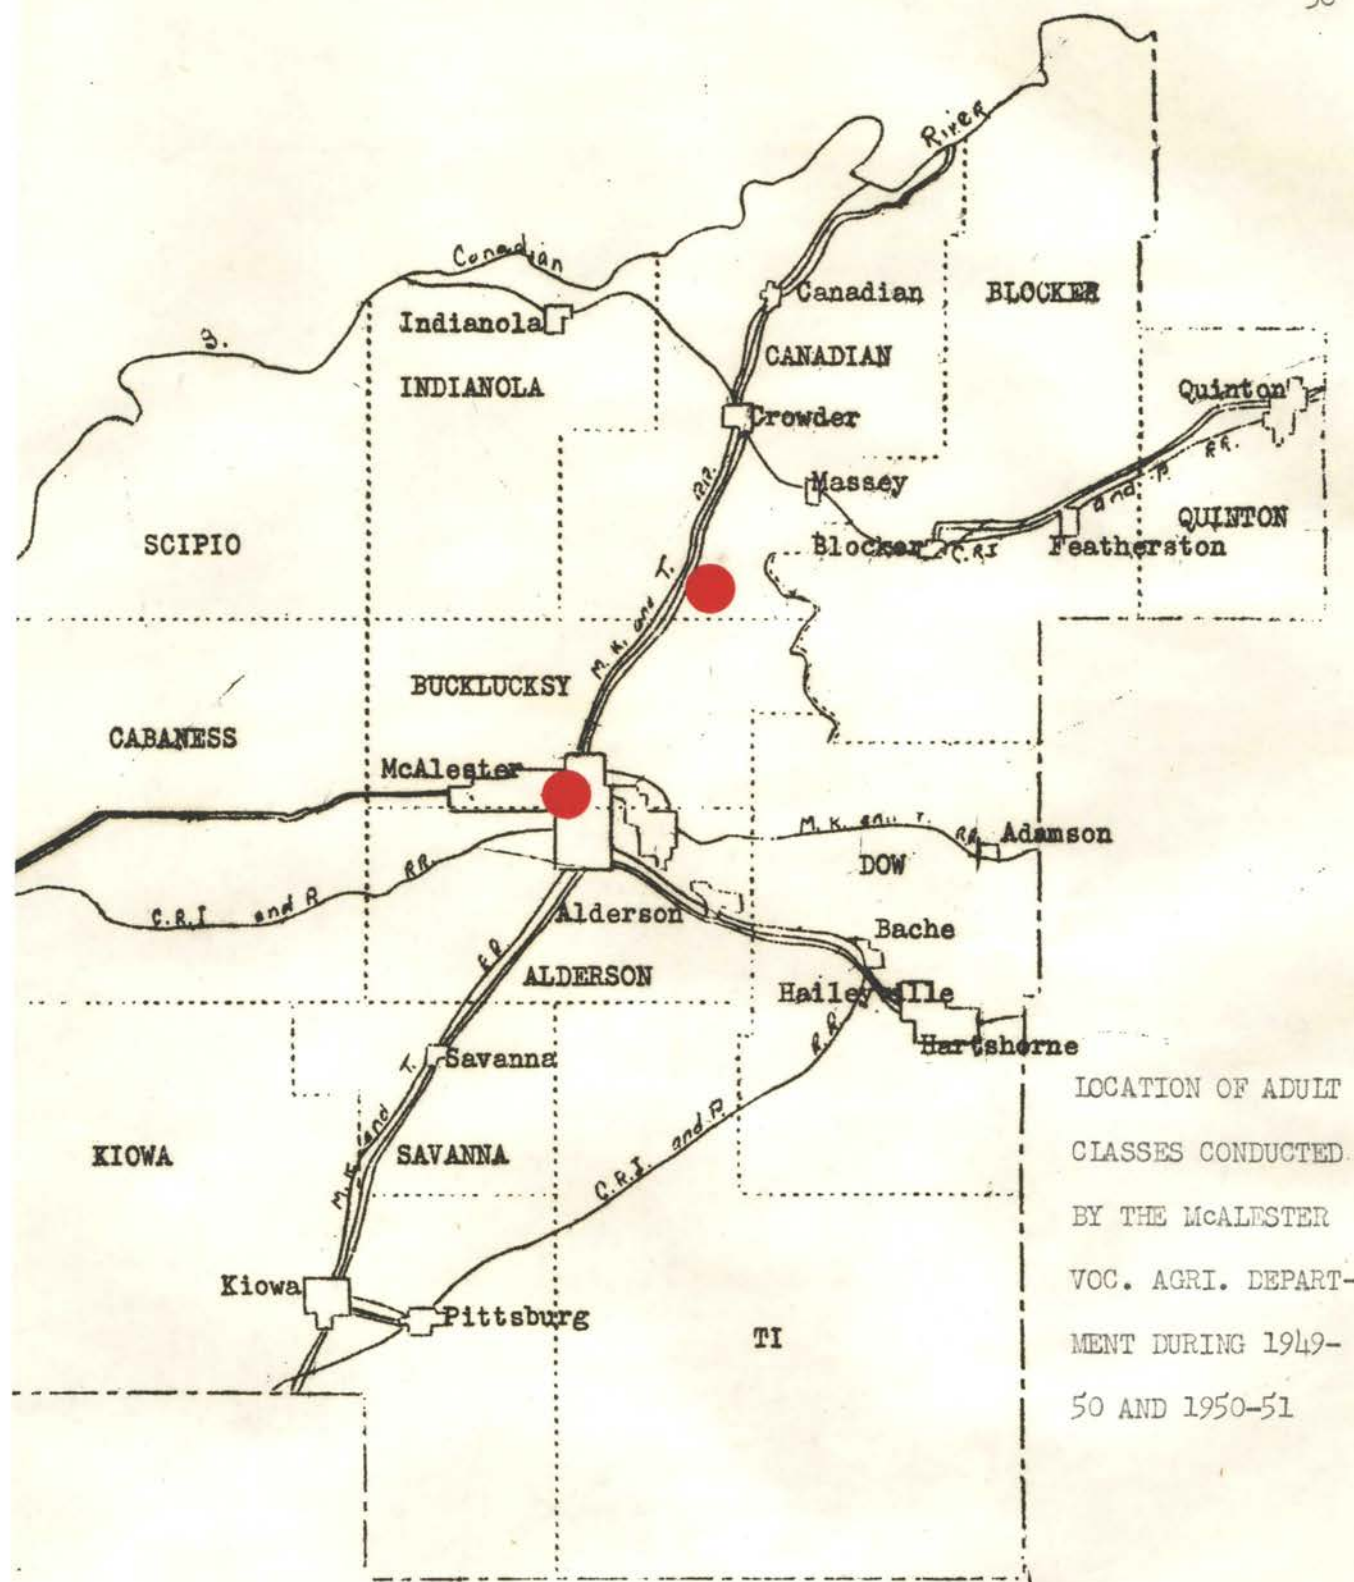 River
Canadian
Canadian
BLOCKER
S.
Indianola
CANADIAN
INDIANOLA
Quinton
Crowder
RR.
RR.
Massey
and P.
QUINTON
SCIPIO
Blocker
C.R.I
Featherston
M. K. and T.
BUCKLUCKSY
CABANESS
McAlester
M. K. and T.
RR
Adamson
DOW
RR.
C.R.I and P
Alderson
Bache
RR.
ALDERSON
Haileyville
R.R.
Hartshorne
T.
Savanna
LOCATION OF ADULT
CLASSES CONDUCTED
BY THE McALESTER
VOC. AGRI. DEPART-
MENT DURING 1949-
50 AND 1950-51
KIOWA
M. K. and
SAVANNA
C.R.I. and P.
Kiowa
Pittsburg
TI